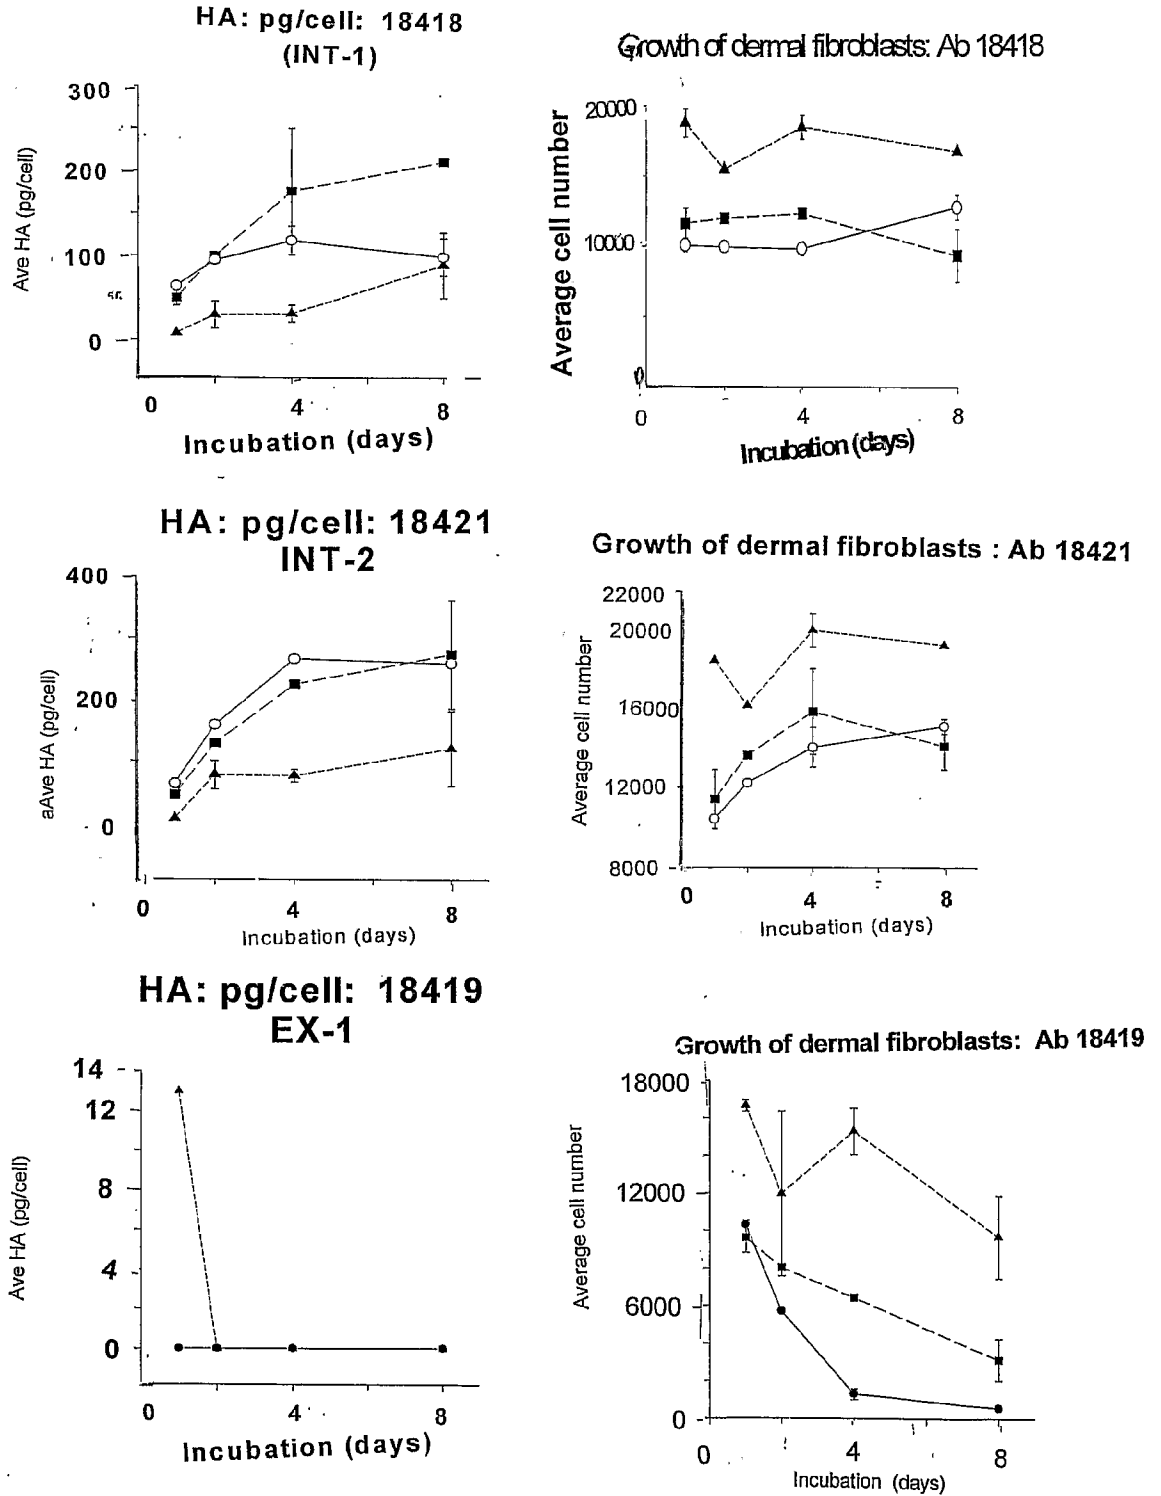 HA: pg/cell: 18418
(INT-1)
300
200
100
0
Ave HA (pg/cell)
0 4 8
Incubation (days)
Growth of dermal fibroblasts: Ab 18418
20000
10000
0
Average cell number
0 4 8
Incubation (days)
HA: pg/cell: 18421
INT-2
400
200
0
aAve HA (pg/cell)
0 4 8
Incubation (days)
Growth of dermal fibroblasts : Ab 18421
22000
20000
16000
12000
8000
Average cell number
0 4 8
Incubation (days)
HA: pg/cell: 18419
EX-1
14
12
8
4
0
Ave HA (pg/cell)
0 4 8
Incubation (days)
Growth of dermal fibroblasts: Ab 18419
18000
12000
6000
0
Average cell number
0 4 8
Incubation (days)